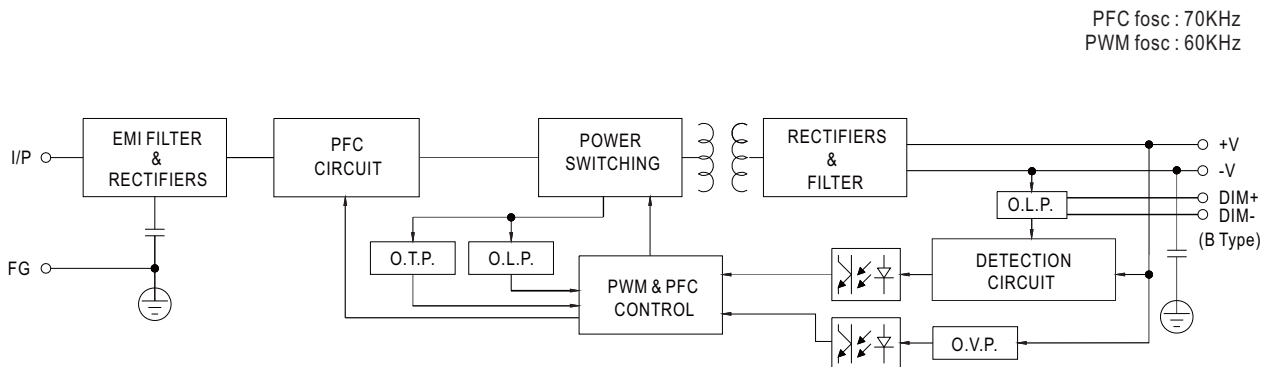 PFC fosc : 70KHz
PWM fosc : 60KHz
I/P
EMI FILTER
&
RECTIFIERS
PFC
CIRCUIT
POWER
SWITCHING
RECTIFIERS
&
FILTER
+V
-V
O.L.P.
DIM+
DIM-
(B Type)
FG
O.T.P.
O.L.P.
PWM & PFC
CONTROL
DETECTION
CIRCUIT
O.V.P.